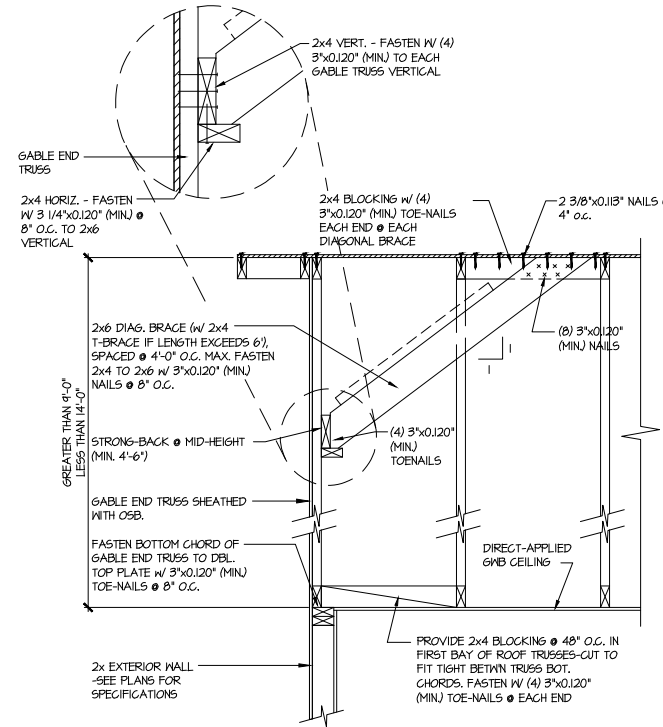 2x4 VERT. - FASTEN W/ (4)
3"x0.120" (MIN.) TO EACH
GABLE TRUSS VERTICAL
GABLE END
TRUSS
2x4 HORIZ. - FASTEN
W/ 3 1/4"x0.120" (MIN.) @
8" O.C. TO 2x6
VERTICAL
2x4 BLOCKING W/ (4)
3"x0.120" (MIN.) TOE-NAILS
EACH END @ EACH
DIAGONAL BRACE
2 3/8"x0.113" NAILS @
4" o.c.
2x6 DIAG. BRACE (W/ 2x4
T-BRACE IF LENGTH EXCEEDS 6'),
SPACED @ 4'-0" O.C. MAX. FASTEN
2x4 TO 2x6 W/ 3"x0.120" (MIN.)
NAILS @ 8" O.C.
(8) 3"x0.120"
(MIN.) NAILS
1
1
GREATER THAN 9'-0"
LESS THAN 14'-0"
STRONG-BACK @ MID-HEIGHT
(MIN. 4'-6")
(4) 3"x0.120"
(MIN.)
TOENAILS
GABLE END TRUSS SHEATHED
WITH OSB.
FASTEN BOTTOM CHORD OF
GABLE END TRUSS TO DBL.
TOP PLATE W/ 3"x0.120" (MIN.)
TOE-NAILS @ 8" O.C.
DIRECT-APPLIED
GWB CEILING
2x EXTERIOR WALL
-SEE PLANS FOR
SPECIFICATIONS
PROVIDE 2x4 BLOCKING @ 48" O.C. IN
FIRST BAY OF ROOF TRUSSES-CUT TO
FIT TIGHT BETW'N TRUSS BOT.
CHORDS. FASTEN W/ (4) 3"x0.120"
(MIN.) TOE-NAILS @ EACH END